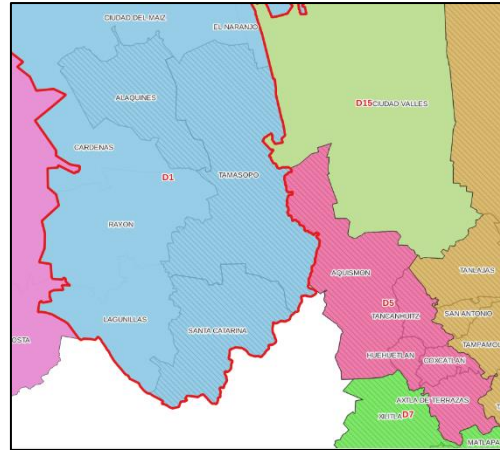 CIUDAD DEL MAIZ
EL NARANJO
ALAQUINES
D15 CIUDAD VALLES
CARDENAS
D1
TAMASOPO
RAYON
AQUISMON
TANLAJAS
D5
LAGUNILLAS
TANCANHUITZ
SAN ANTONIO
SANTA CATARINA
OSTA
TAMPAMOL
HUEHUETLAN
COXCATLAN
AXTLA DE TERRAZAS
XILITLA
D7
MATLAPA